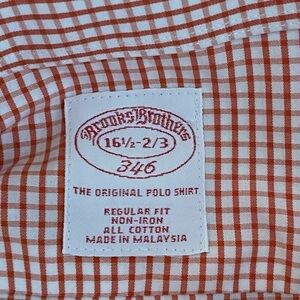 Brooks Brothers
16½-2/3
346
THE ORIGINAL POLO SHIRT
REGULAR FIT
NON-IRON
ALL COTTON
MADE IN MALAYSIA